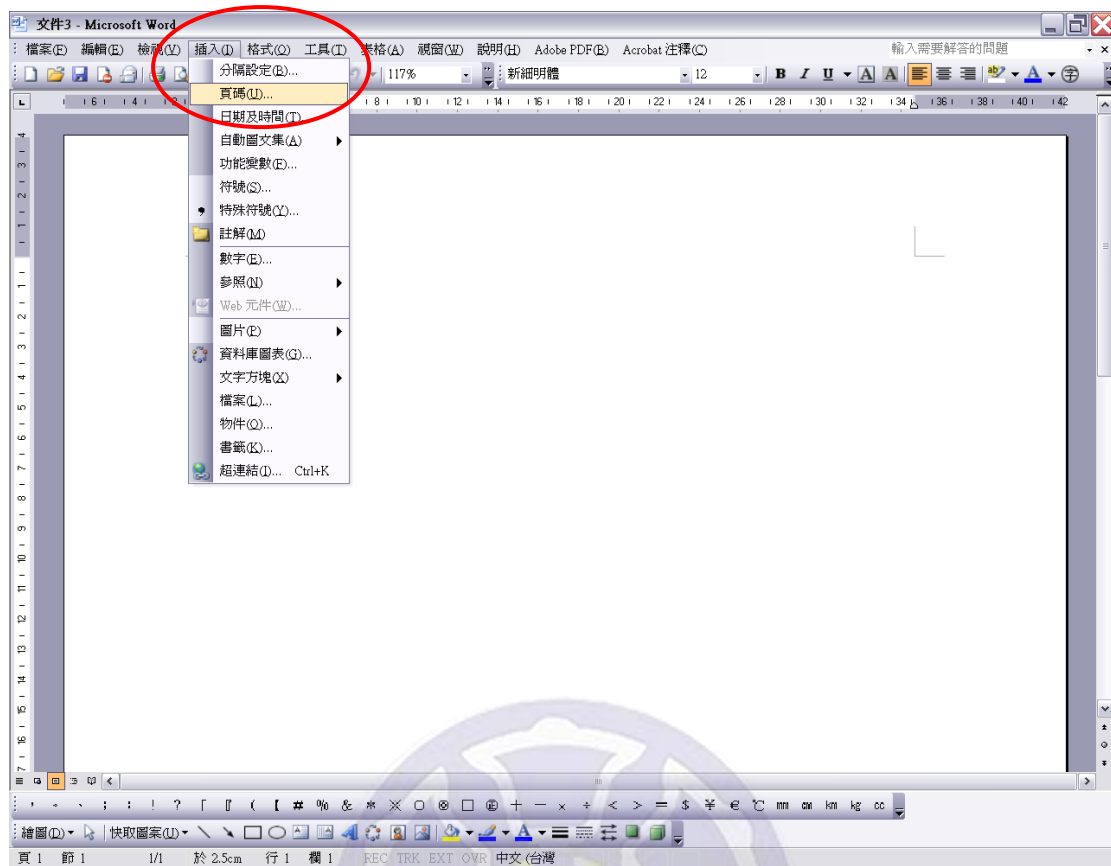 文件3 - Microsoft Word
檔案(F) 編輯(E) 檢視(V) 插入(I) 格式(O) 工具(T) 表格(A) 視窗(W) 說明(H) Adobe PDF(B) Acrobat 注釋(C) 輸入需要解答的問題
117% 新細明體 12 B I U A A
分隔設定(B)...
頁碼(U)...
日期及時間(T)...
自動圖文集(A)
功能變數(F)...
符號(S)...
特殊符號(Y)...
註解(M)
數字(E)...
參照(N)
Web 元件(W)...
圖片(P)
資料庫圖表(G)...
文字方塊(X)
檔案(L)...
物件(O)...
書籤(K)...
超連結(I)... Ctrl+K
, 。 、 ; : ! ? 「 『 ( 【 # % & * ※ ○ ⊗ □ + - × ÷ < > = $ ¥ € ℃ mm cm km kg cc
繪圖(D) 快取圖案(U)
頁 1 節 1 1/1 於 2.5cm 行 1 欄 1 REC TRK EXT OVR 中文 (台灣